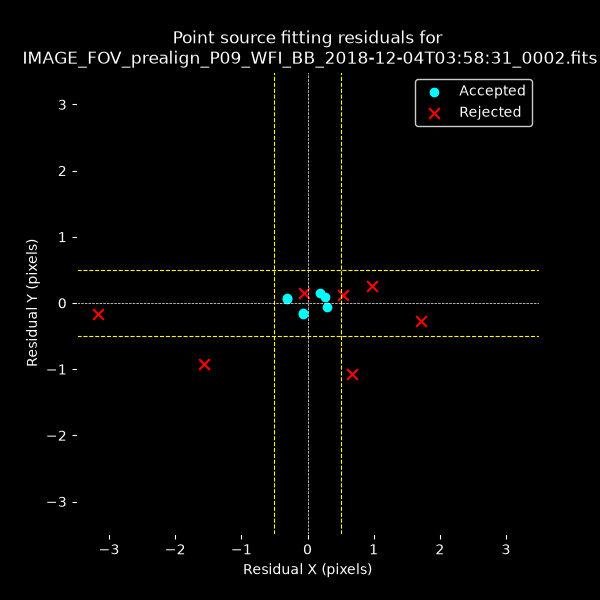 Point source fitting residuals for
IMAGE_FOV_prealign_P09_WFI_BB_2018-12-04T03:58:31_0002.fits
Accepted
Rejected
3
2
1
0
−1
−2
−3
Residual Y (pixels)
−3 −2 −1 0 1 2 3
Residual X (pixels)